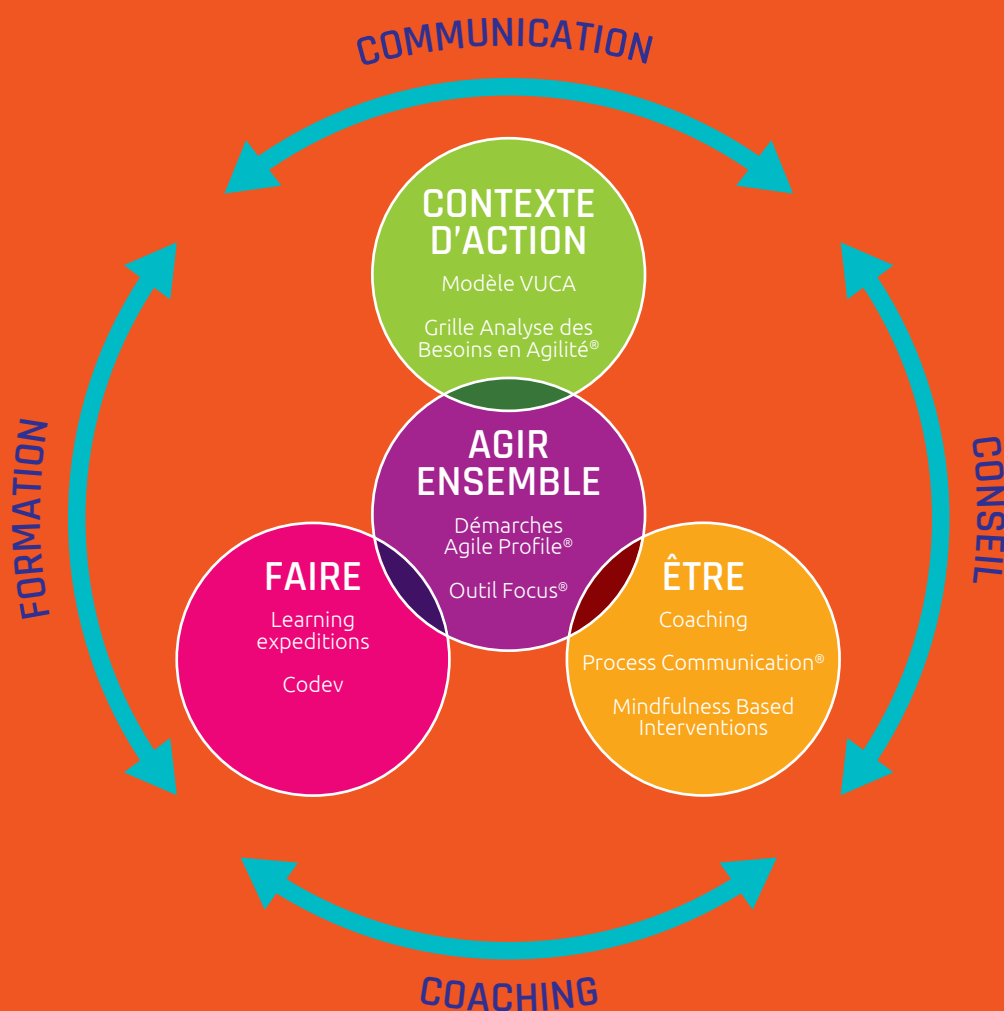 COMMUNICATION
CONTEXTE
D'ACTION
Modèle VUCA
Grille Analyse des
Besoins en Agilité®
FORMATION
CONSEIL
AGIR
ENSEMBLE
Démarches
Agile Profile®
Outil Focus®
FAIRE
Learning
expeditions
Codev
ÊTRE
Coaching
Process Communication®
Mindfulness Based
Interventions
COACHING